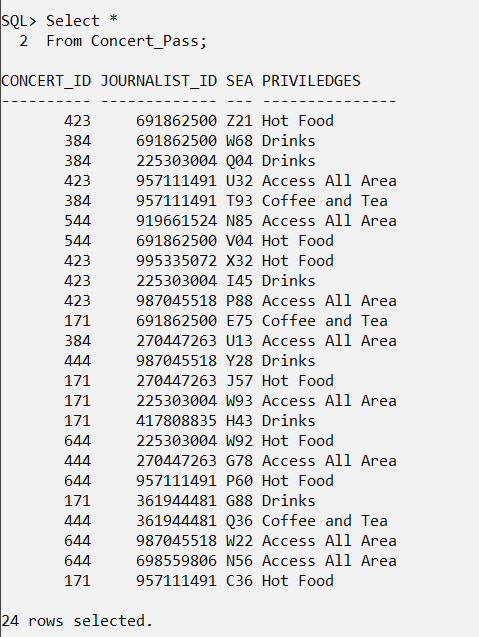 SQL> Select *
  2  From Concert_Pass;

CONCERT_ID JOURNALIST_ID SEA PRIVILEDGES
---------- ------------- --- ---------------
       423     691862500 Z21 Hot Food
       384     691862500 W68 Drinks
       384     225303004 Q04 Drinks
       423     957111491 U32 Access All Area
       384     957111491 T93 Coffee and Tea
       544     919661524 N85 Access All Area
       544     691862500 V04 Hot Food
       423     995335072 X32 Hot Food
       423     225303004 I45 Drinks
       423     987045518 P88 Access All Area
       171     691862500 E75 Coffee and Tea
       384     270447263 U13 Access All Area
       444     987045518 Y28 Drinks
       171     270447263 J57 Hot Food
       171     225303004 W93 Access All Area
       171     417808835 H43 Drinks
       644     225303004 W92 Hot Food
       444     270447263 G78 Access All Area
       644     957111491 P60 Hot Food
       171     361944481 G88 Drinks
       444     361944481 Q36 Coffee and Tea
       644     987045518 W22 Access All Area
       644     698559806 N56 Access All Area
       171     957111491 C36 Hot Food

24 rows selected.